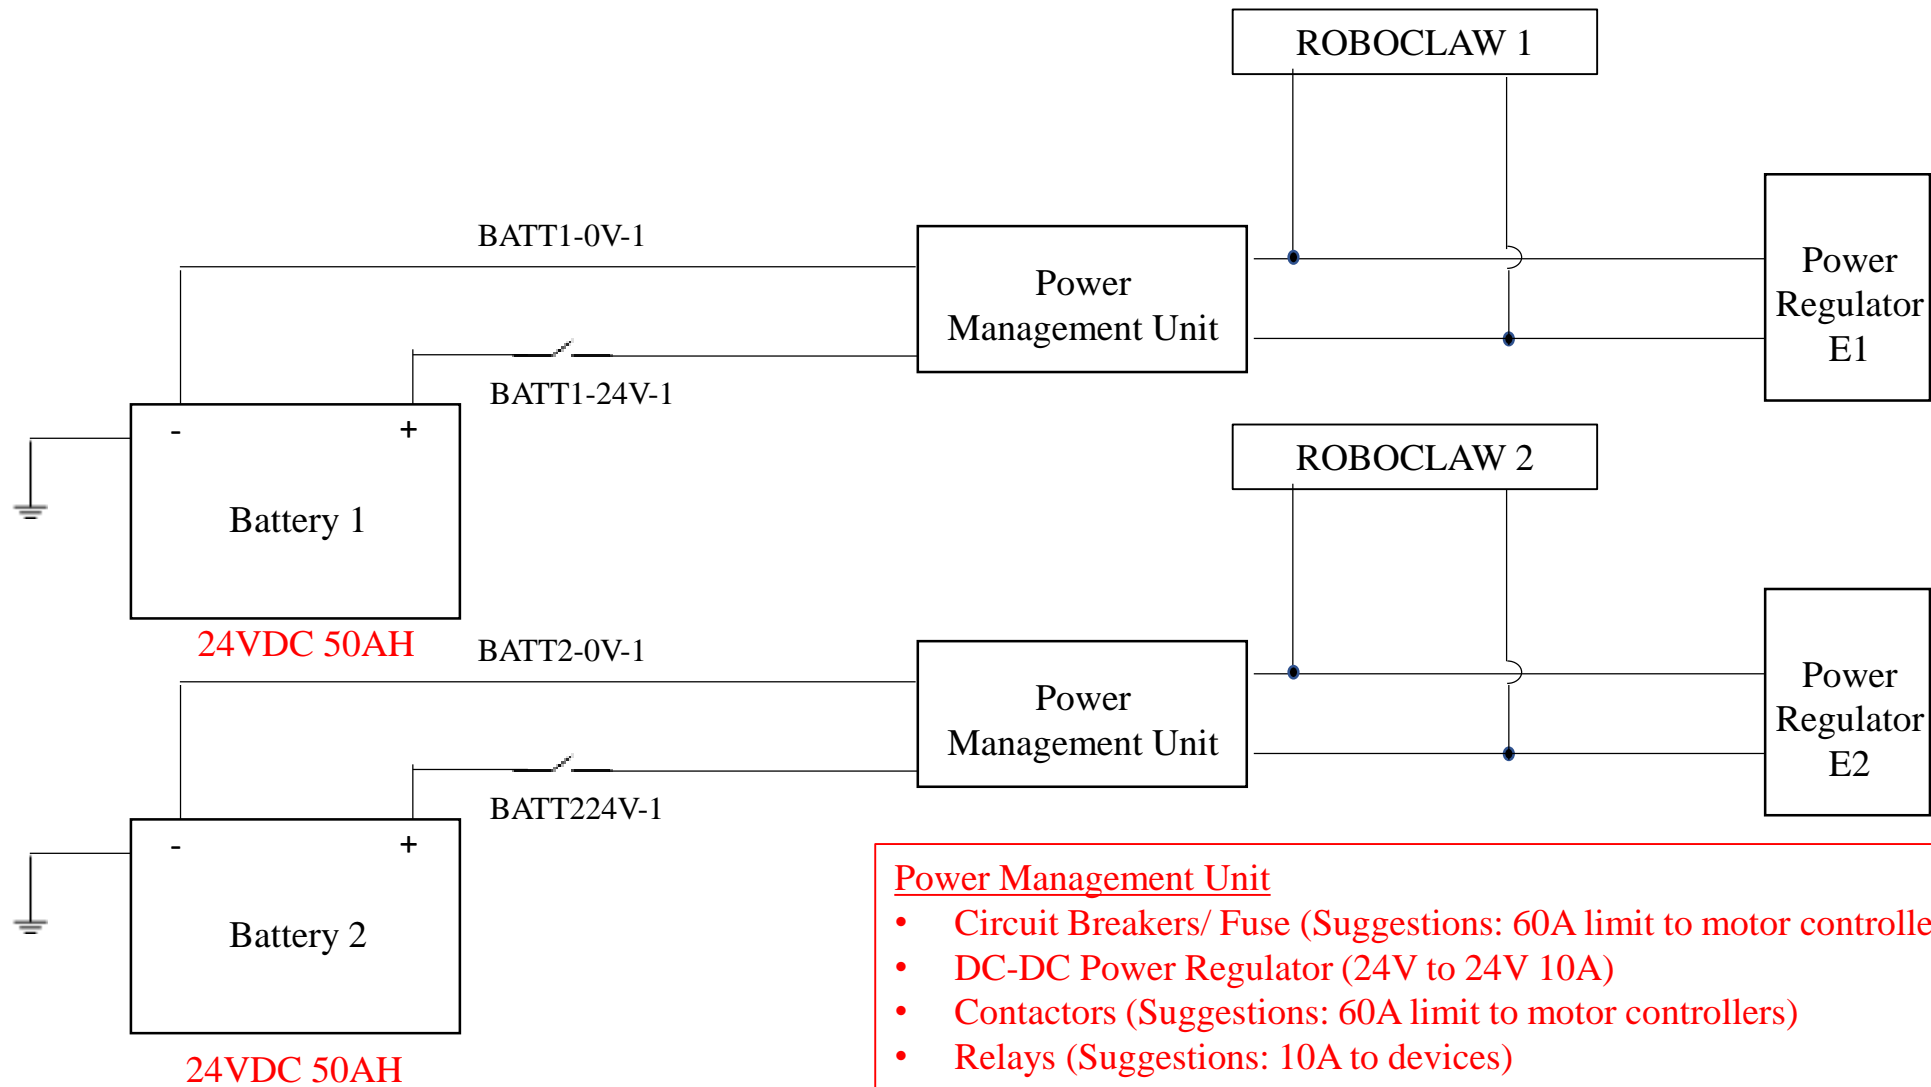 ROBOCLAW 1
BATT1-0V-1
Power
Management Unit
Power
Regulator
E1
BATT1-24V-1
- +
Battery 1
24VDC 50AH
ROBOCLAW 2
BATT2-0V-1
Power
Management Unit
Power
Regulator
E2
BATT224V-1
- +
Battery 2
24VDC 50AH
Power Management Unit
• Circuit Breakers/ Fuse (Suggestions: 60A limit to motor controlle
• DC-DC Power Regulator (24V to 24V 10A)
• Contactors (Suggestions: 60A limit to motor controllers)
• Relays (Suggestions: 10A to devices)